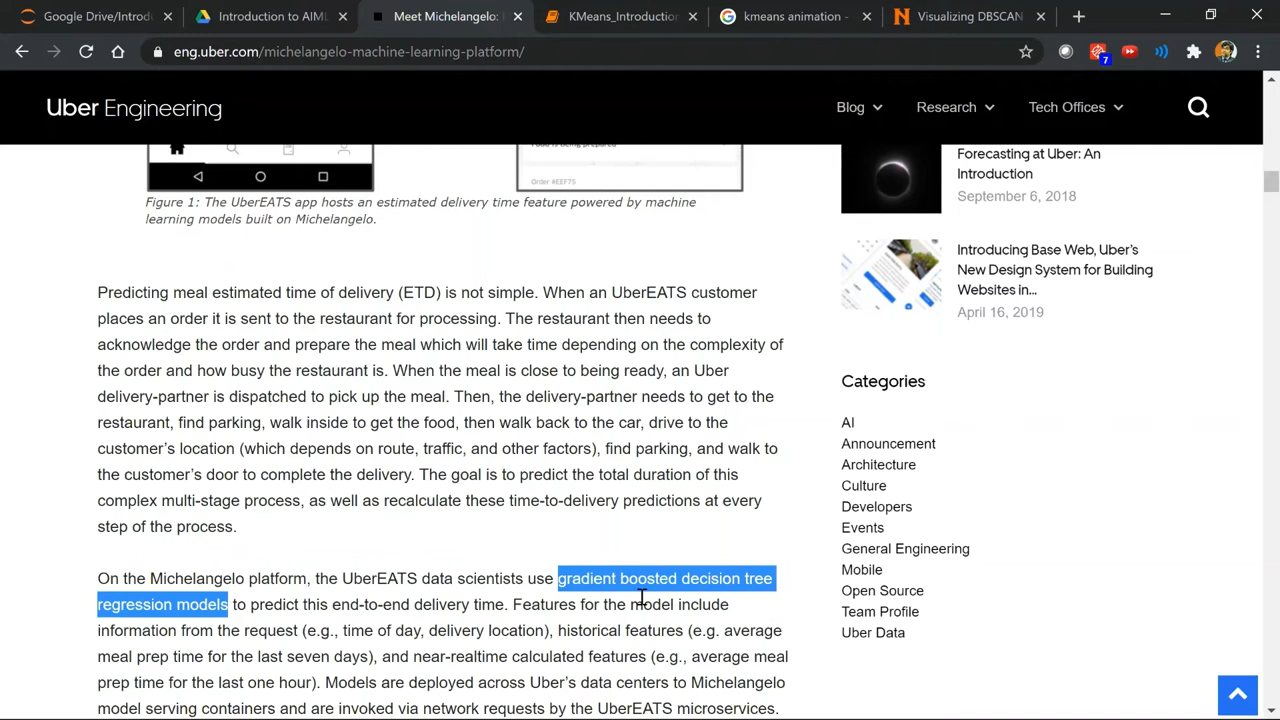 Google Drive/Introduct
Introduction to AIML
Meet Michelangelo:
KMeans_Introduction
kmeans animation -
Visualizing DBSCAN
eng.uber.com/michelangelo-machine-learning-platform/
7
Uber Engineering
Blog
Research
Tech Offices
Food is being prepared
Order #EEF75
Figure 1: The UberEATS app hosts an estimated delivery time feature powered by machine
learning models built on Michelangelo.
Predicting meal estimated time of delivery (ETD) is not simple. When an UberEATS customer
places an order it is sent to the restaurant for processing. The restaurant then needs to
acknowledge the order and prepare the meal which will take time depending on the complexity of
the order and how busy the restaurant is. When the meal is close to being ready, an Uber
delivery-partner is dispatched to pick up the meal. Then, the delivery-partner needs to get to the
restaurant, find parking, walk inside to get the food, then walk back to the car, drive to the
customer's location (which depends on route, traffic, and other factors), find parking, and walk to
the customer's door to complete the delivery. The goal is to predict the total duration of this
complex multi-stage process, as well as recalculate these time-to-delivery predictions at every
step of the process.
On the Michelangelo platform, the UberEATS data scientists use gradient boosted decision tree
regression models to predict this end-to-end delivery time. Features for the model include
information from the request (e.g., time of day, delivery location), historical features (e.g. average
meal prep time for the last seven days), and near-realtime calculated features (e.g., average meal
prep time for the last one hour). Models are deployed across Uber's data centers to Michelangelo
model serving containers and are invoked via network requests by the UberEATS microservices.
Forecasting at Uber: An
Introduction
September 6, 2018
Introducing Base Web, Uber's
New Design System for Building
Websites in...
April 16, 2019
Categories
AI
Announcement
Architecture
Culture
Developers
Events
General Engineering
Mobile
Open Source
Team Profile
Uber Data